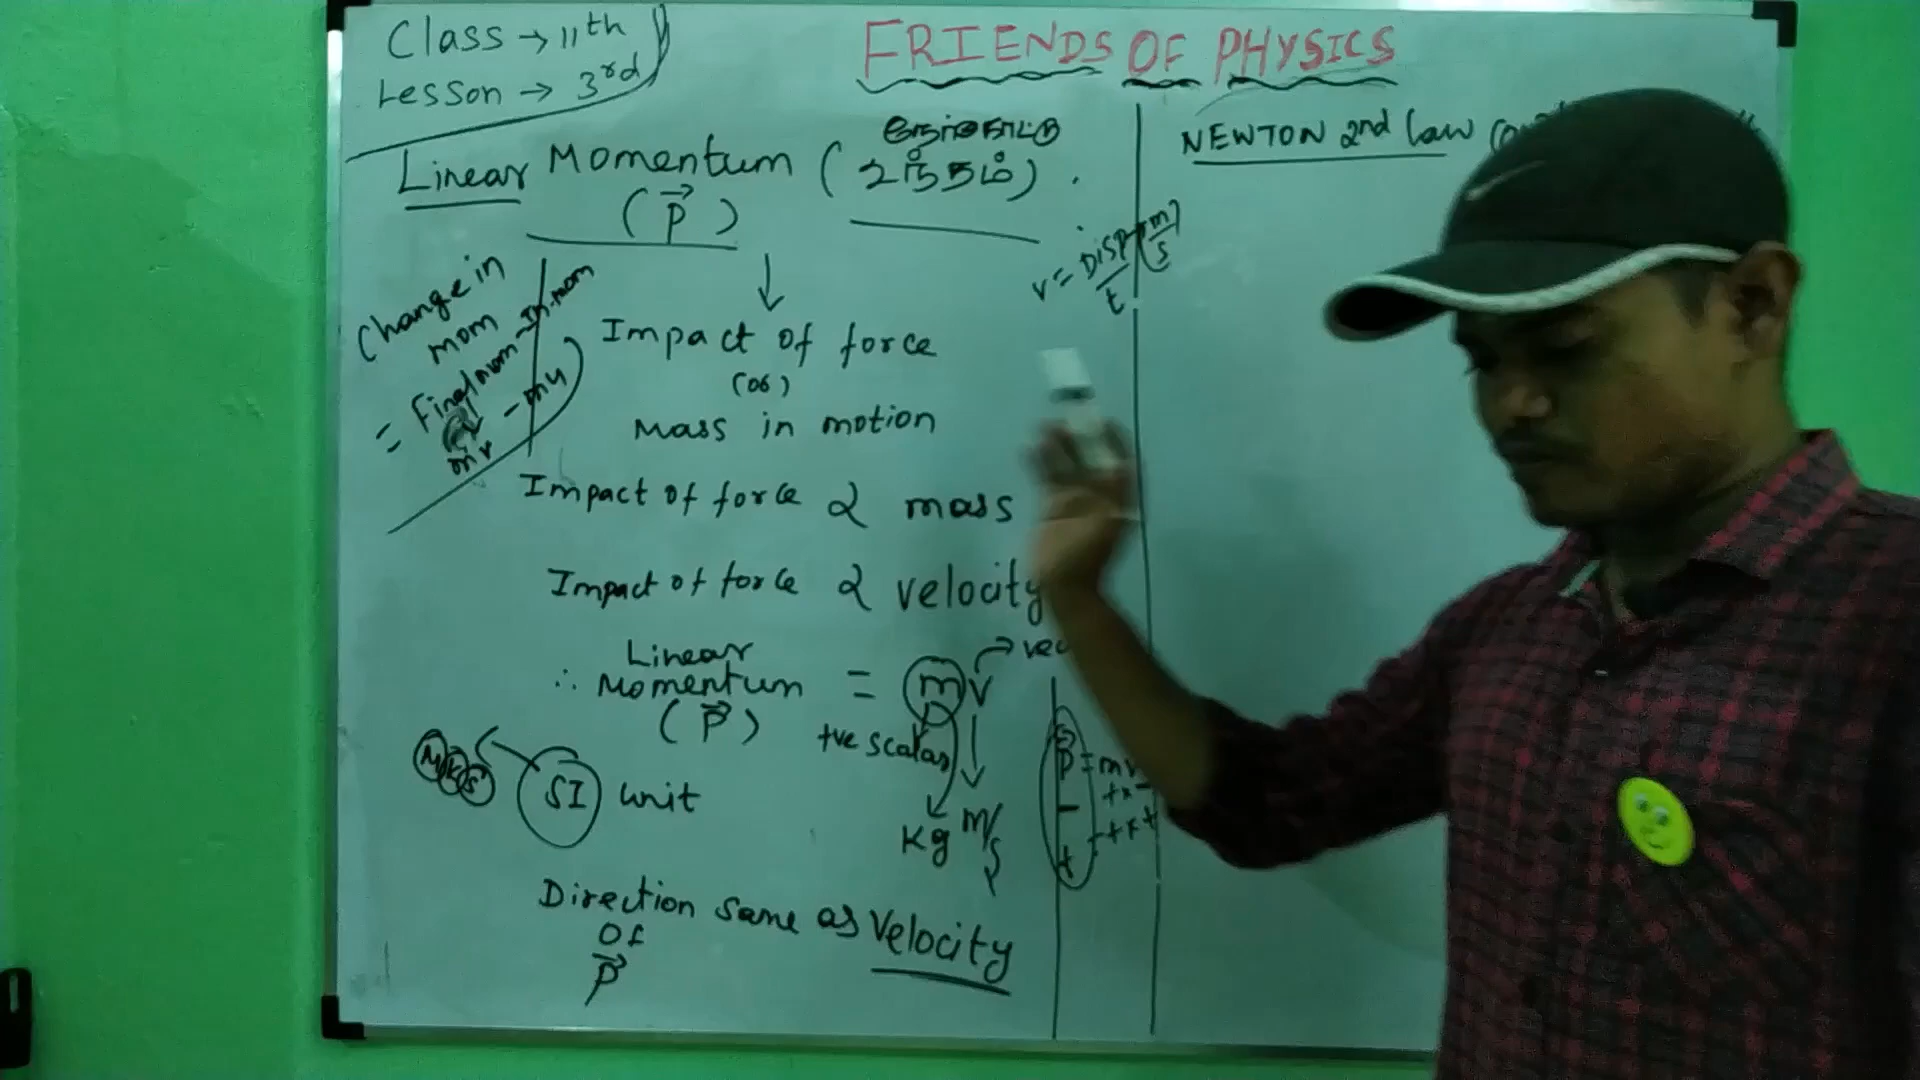 Class → 11th
Lesson → 3rd
FRIENDS OF PHYSICS
Linear Momentum ( நேர்கோட்டு
உந்தம் ) .
( p⃗ )
NEWTON 2nd law
v = Disp/t (m/s)
Change in
mom
= Final mom - In.mom
mv - mu
↓
Impact of force
(or)
Mass in motion
Impact of force α mass
Impact of force α velocity
∴ Linear
Momentum = m v
( p⃗ )
+ve scalar
Kg m/s
MKS
SI unit
p = mv
- + x -
+ + x +
Direction same as Velocity
Of
p⃗